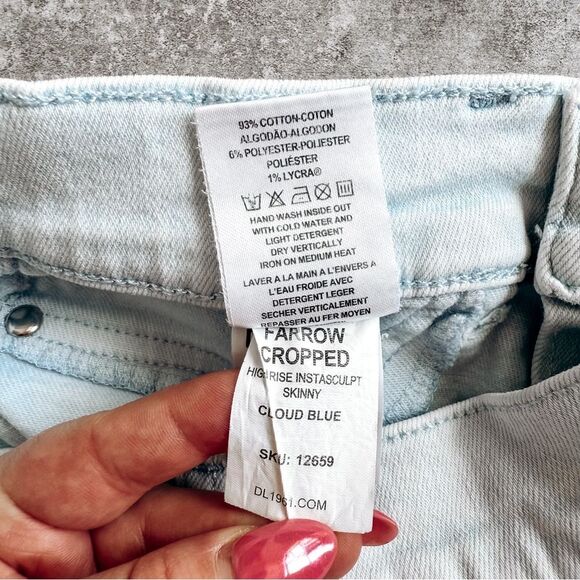 93% COTTON-COTON
ALGODÃO-ALGODON
6% POLYESTER-POLIESTER
POLIÉSTER
1% LYCRA®
HAND WASH INSIDE OUT
WITH COLD WATER AND
LIGHT DETERGENT
DRY VERTICALLY
IRON ON MEDIUM HEAT
LAVER A LA MAIN A L'ENVERS A
L'EAU FROIDE AVEC
DETERGENT LEGER
SECHER VERTICALEMENT
REPASSER AU FER MOYEN
FARROW
CROPPED
HIGH RISE INSTASCULPT
SKINNY
CLOUD BLUE
SKU: 12659
DL1961.COM